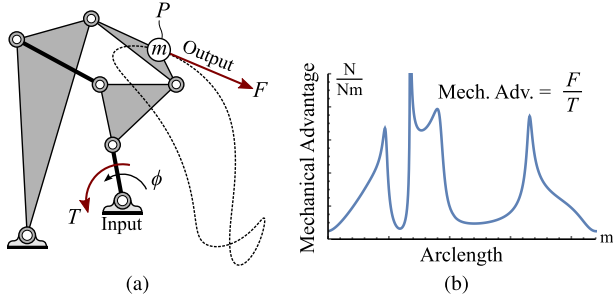 P
m
Output
F
ϕ
T
Input
(a)
Mechanical Advantage
N
Nm
Mech. Adv. = F
T
m
Arclength
(b)